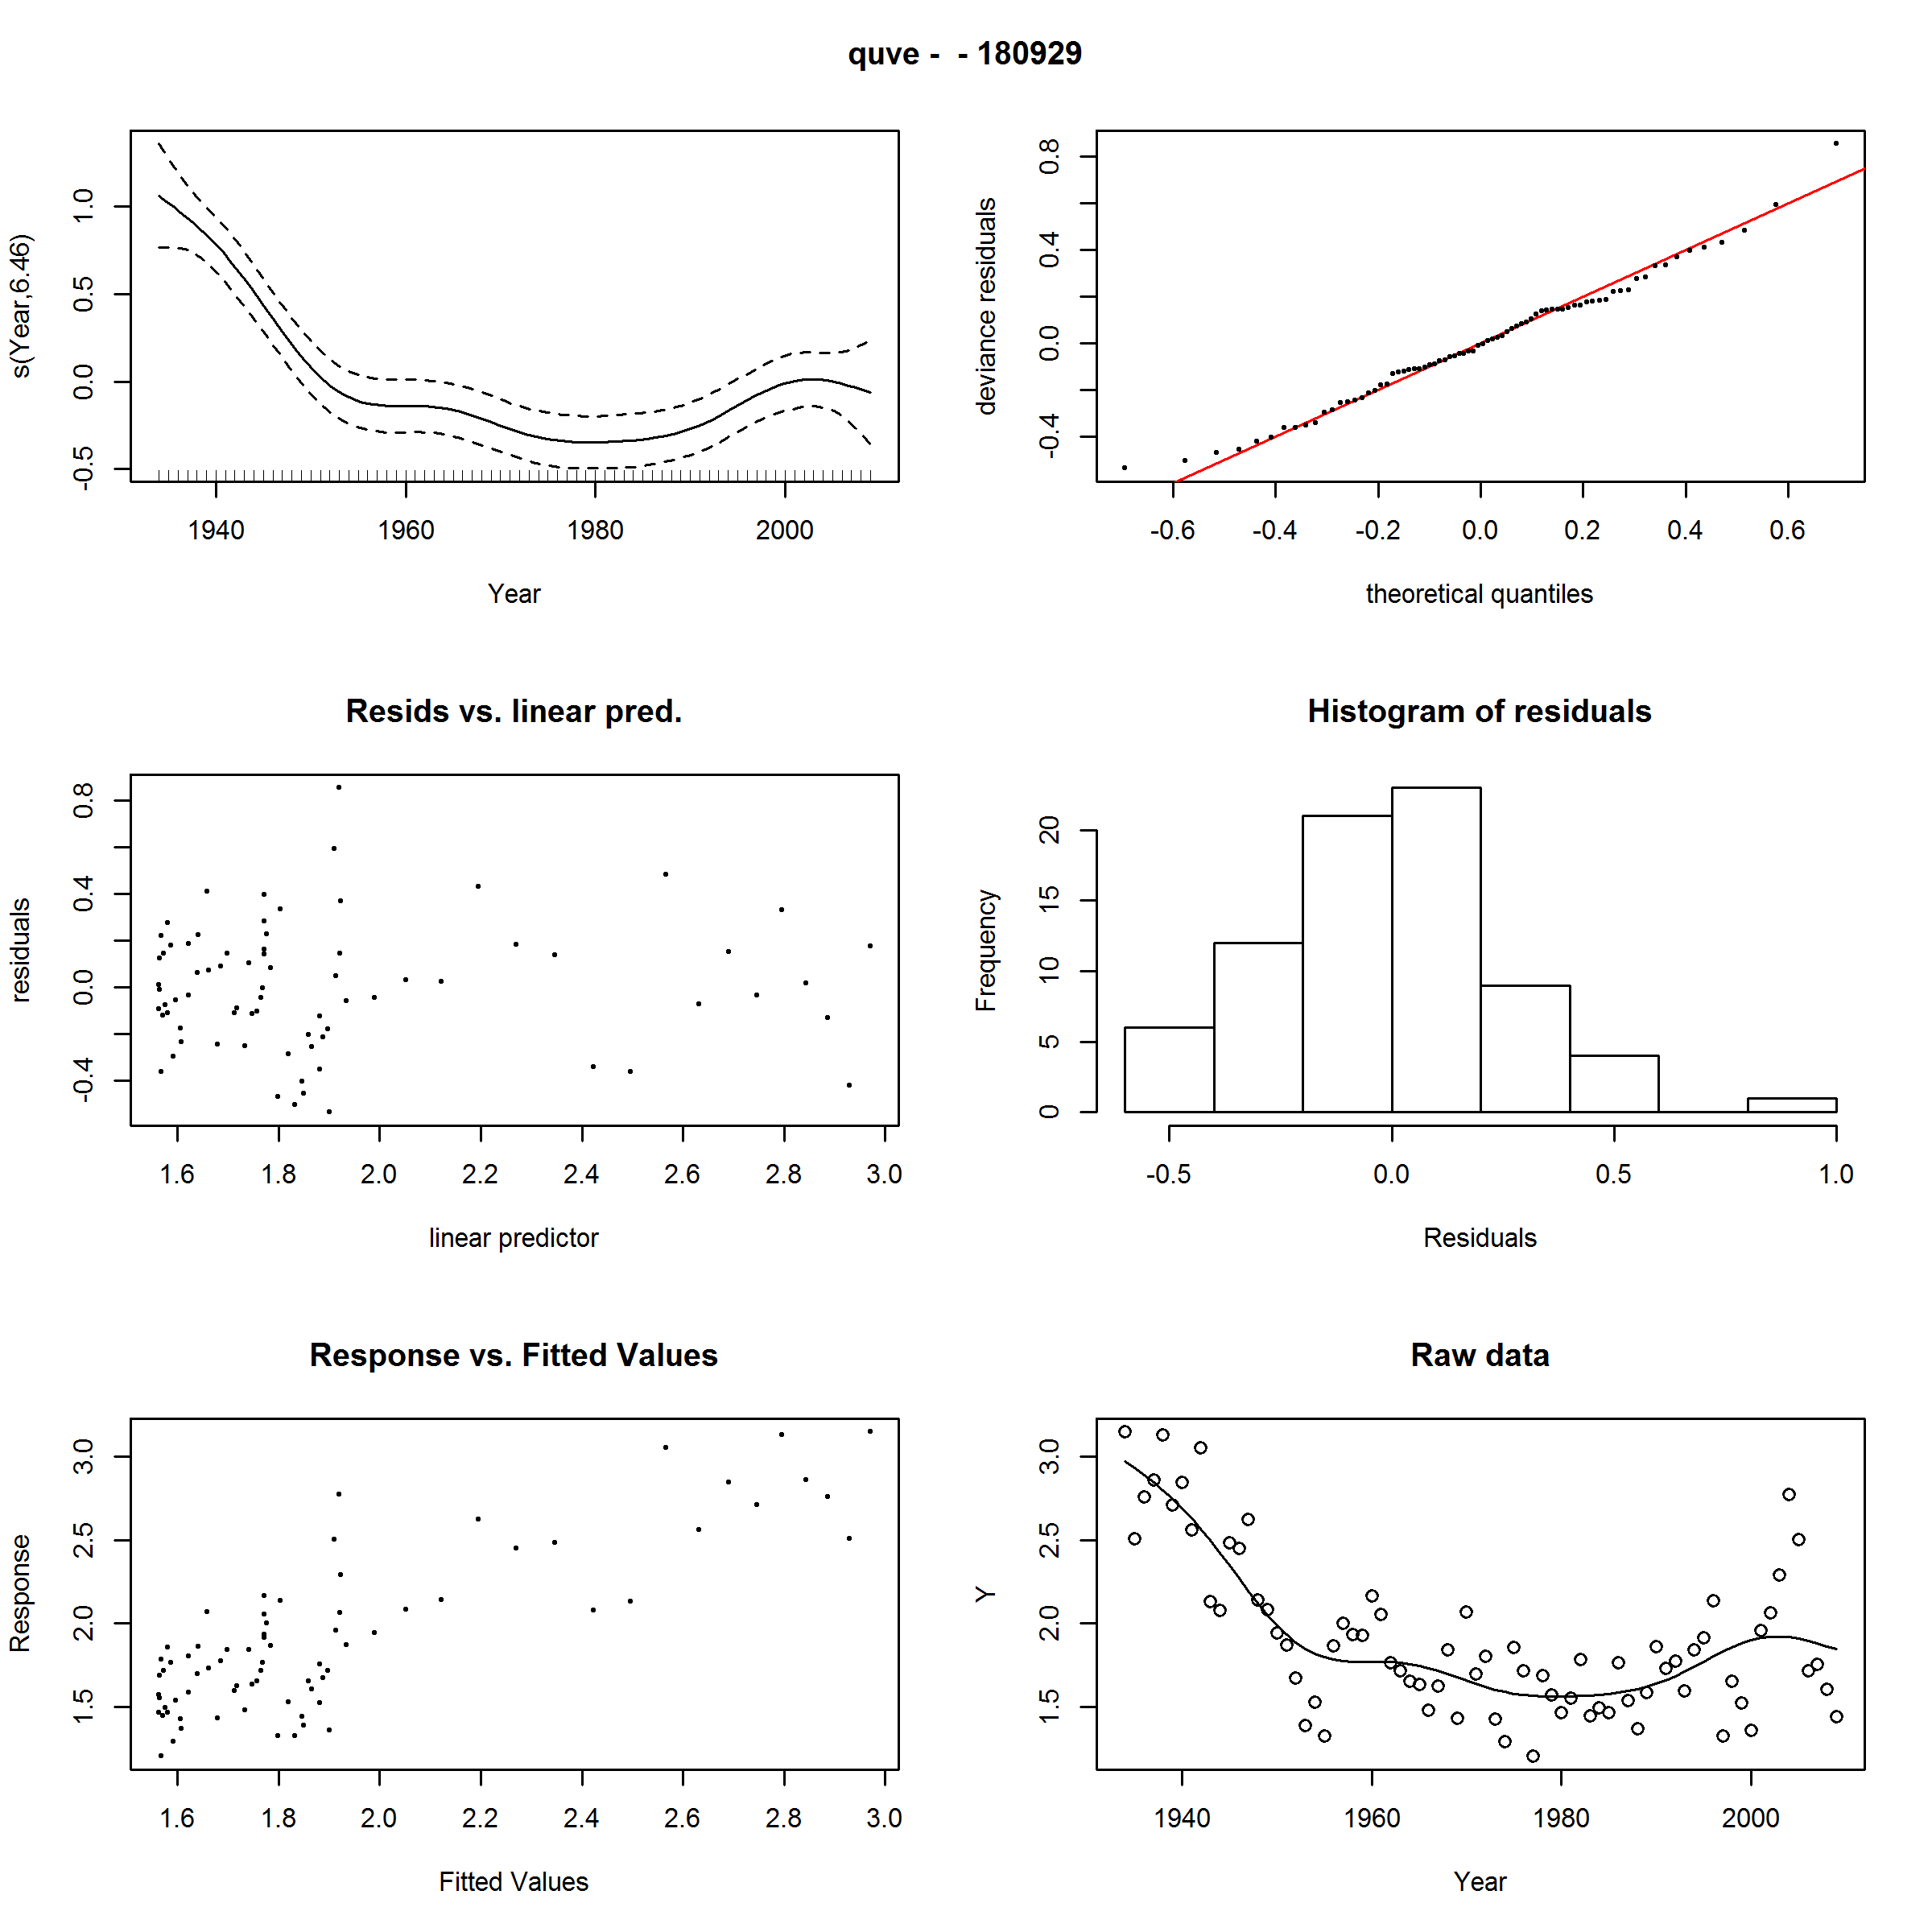 quve -  - 180929
s(Year,6.46)
-0.5 0.0 0.5 1.0
1940 1960 1980 2000
Year
deviance residuals
-0.4 0.0 0.4 0.8
-0.6 -0.4 -0.2 0.0 0.2 0.4 0.6
theoretical quantiles
Resids vs. linear pred.
residuals
-0.4 0.0 0.4 0.8
1.6 1.8 2.0 2.2 2.4 2.6 2.8 3.0
linear predictor
Histogram of residuals
Frequency
0 5 10 15 20
-0.5 0.0 0.5 1.0
Residuals
Response vs. Fitted Values
Response
1.5 2.0 2.5 3.0
1.6 1.8 2.0 2.2 2.4 2.6 2.8 3.0
Fitted Values
Raw data
Y
1.5 2.0 2.5 3.0
1940 1960 1980 2000
Year